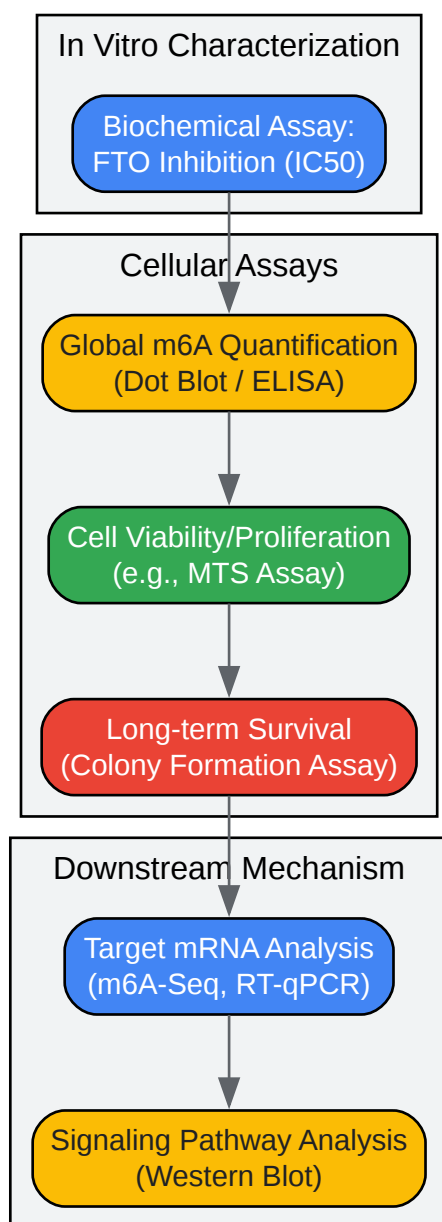 In Vitro Characterization
Biochemical Assay:
FTO Inhibition (IC50)
Cellular Assays
Global m6A Quantification
(Dot Blot / ELISA)
Cell Viability/Proliferation
(e.g., MTS Assay)
Long-term Survival
(Colony Formation Assay)
Downstream Mechanism
Target mRNA Analysis
(m6A-Seq, RT-qPCR)
Signaling Pathway Analysis
(Western Blot)